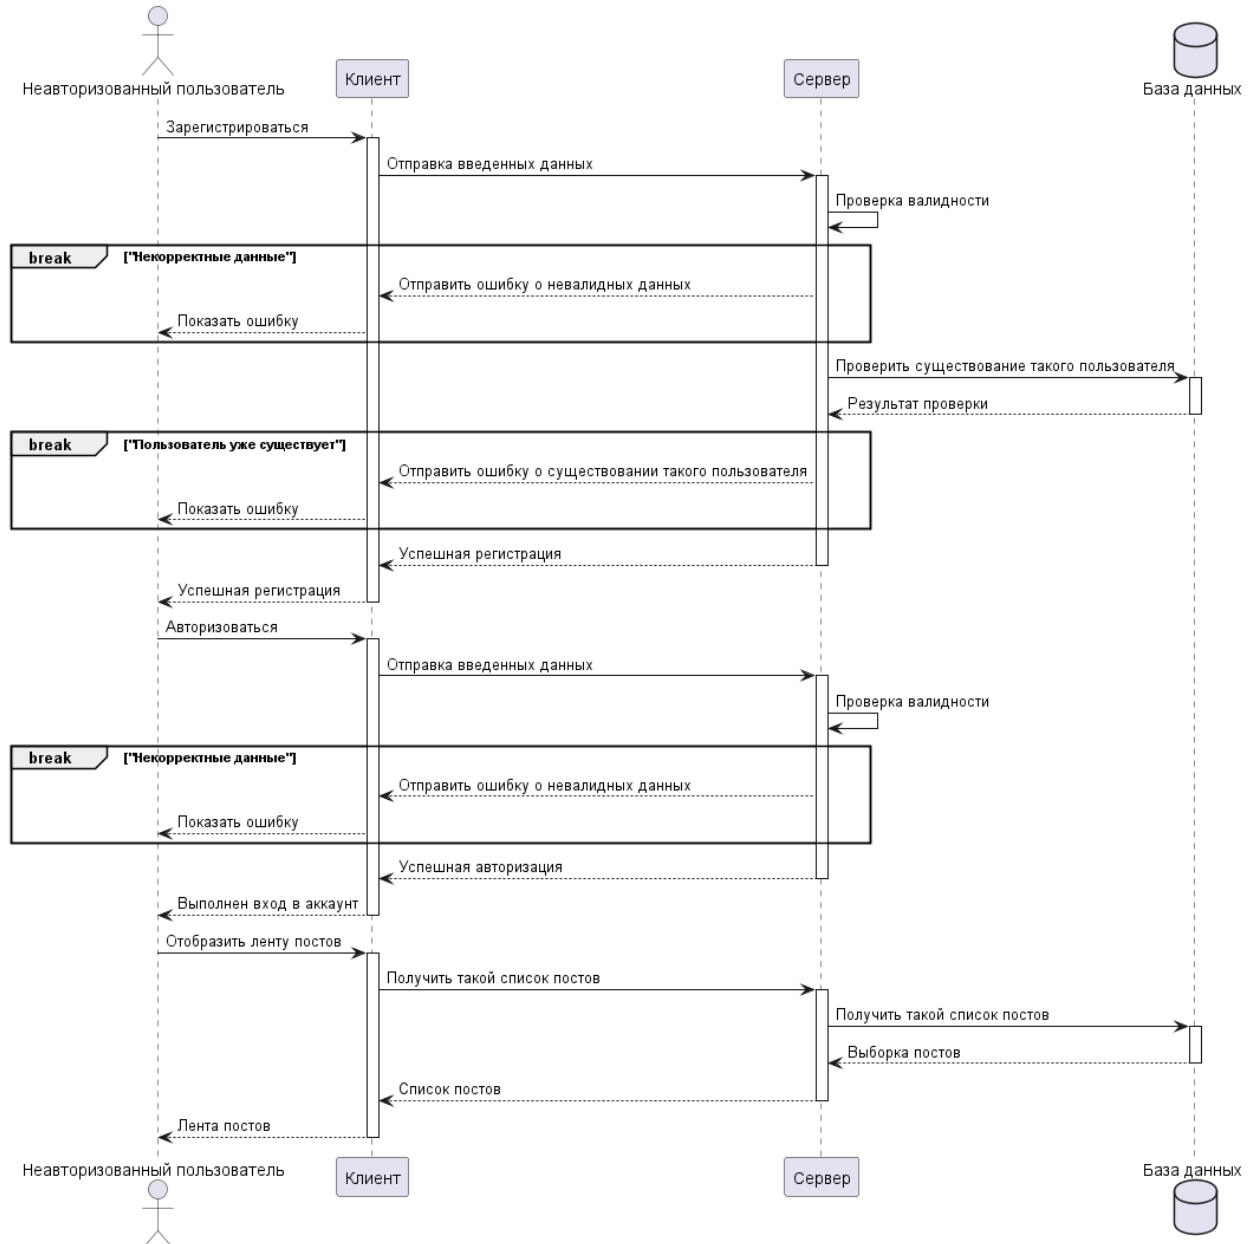 Неавторизованный пользователь
Клиент
Сервер
База данных
Зарегистрироваться
Отправка введенных данных
Проверка валидности
break
["Некорректные данные"]
Отправить ошибку о невалидных данных
Показать ошибку
Проверить существование такого пользователя
Результат проверки
break
["Пользователь уже существует"]
Отправить ошибку о существовании такого пользователя
Показать ошибку
Успешная регистрация
Успешная регистрация
Авторизоваться
Отправка введенных данных
Проверка валидности
break
["Некорректные данные"]
Отправить ошибку о невалидных данных
Показать ошибку
Успешная авторизация
Выполнен вход в аккаунт
Отобразить ленту постов
Получить такой список постов
Получить такой список постов
Выборка постов
Список постов
Лента постов
Неавторизованный пользователь
Клиент
Сервер
База данных